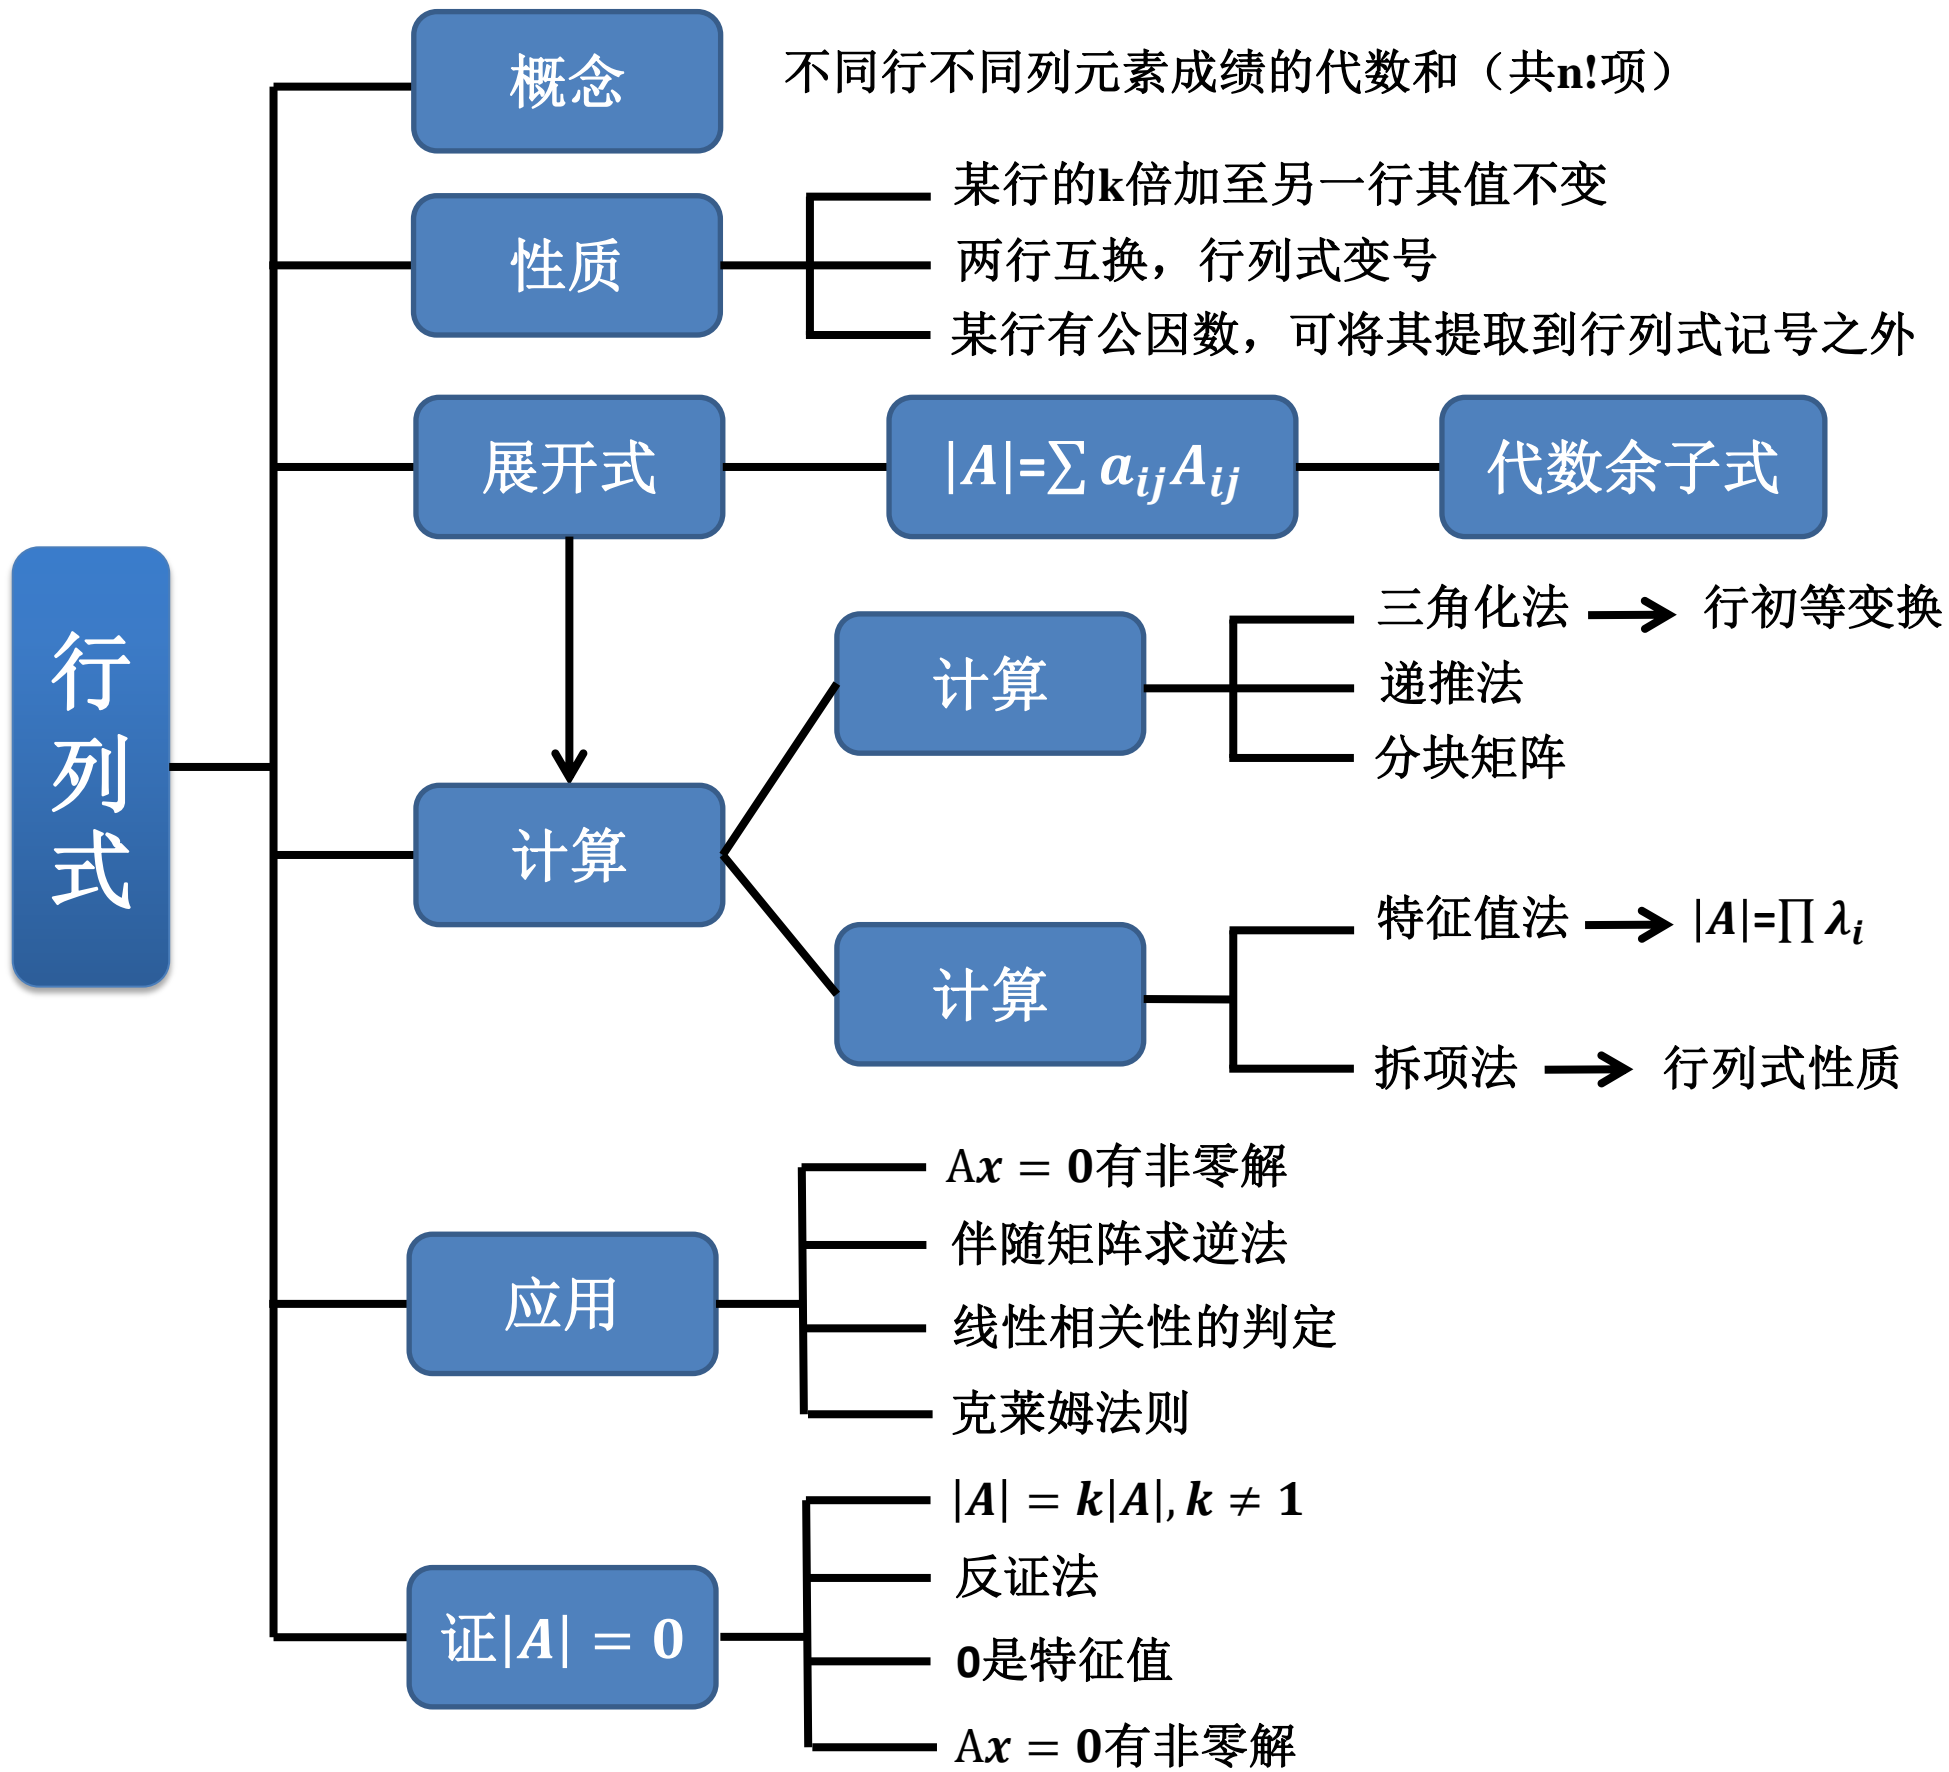 行列式
概念
不同行不同列元素成绩的代数和（共n!项）
性质
某行的k倍加至另一行其值不变
两行互换，行列式变号
某行有公因数，可将其提取到行列式记号之外
展开式
|A|=∑ a_{ij}A_{ij}
代数余子式
计算
计算
三角化法
行初等变换
递推法
分块矩阵
计算
特征值法
|A|=∏ λ_i
拆项法
行列式性质
应用
Ax = 0有非零解
伴随矩阵求逆法
线性相关性的判定
克莱姆法则
证|A| = 0
|A| = k|A|, k ≠ 1
反证法
0是特征值
Ax = 0有非零解